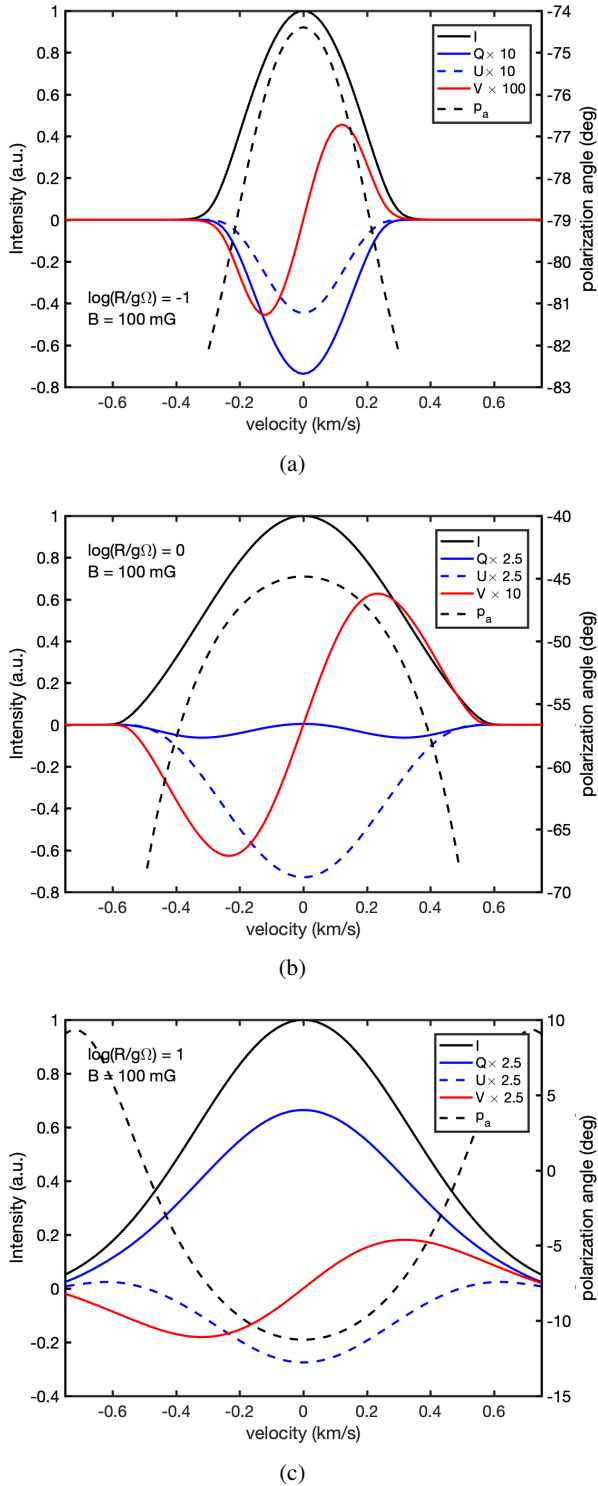 1
0.8
0.6
0.4
0.2
0
-0.2
-0.4
-0.6
-0.8
Intensity (a.u.)
log(R/gΩ) = -1
B = 100 mG
I
Q× 10
U× 10
V × 100
pa
-74
-75
-76
-77
-78
-79
-80
-81
-82
-83
polarization angle (deg)
-0.6 -0.4 -0.2 0 0.2 0.4 0.6
velocity (km/s)
(a)
1
0.8
0.6
0.4
0.2
0
-0.2
-0.4
-0.6
-0.8
Intensity (a.u.)
log(R/gΩ) = 0
B = 100 mG
I
Q× 2.5
U× 2.5
V × 10
pa
-40
-45
-50
-55
-60
-65
-70
polarization angle (deg)
-0.6 -0.4 -0.2 0 0.2 0.4 0.6
velocity (km/s)
(b)
1
0.8
0.6
0.4
0.2
0
-0.2
-0.4
Intensity (a.u.)
log(R/gΩ) = 1
B = 100 mG
I
Q× 2.5
U× 2.5
V × 2.5
pa
10
5
0
-5
-10
-15
polarization angle (deg)
-0.6 -0.4 -0.2 0 0.2 0.4 0.6
velocity (km/s)
(c)